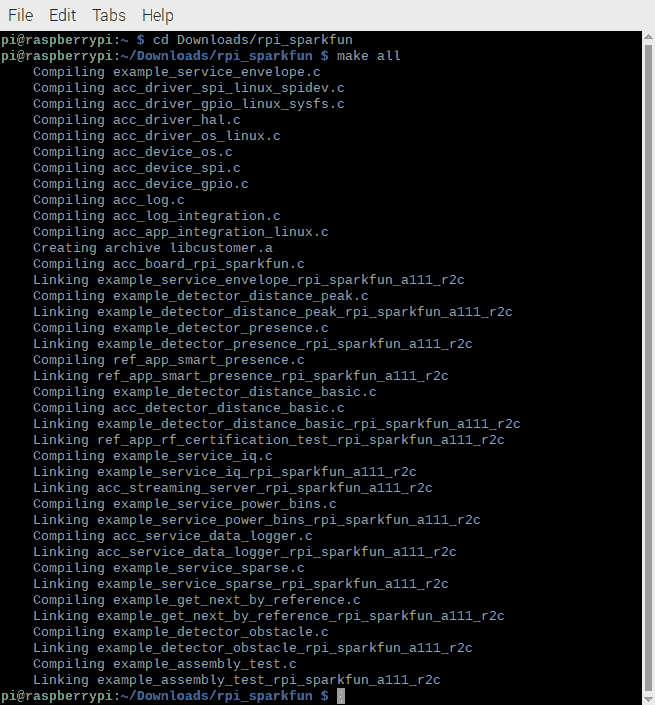 File Edit Tabs Help
pi@raspberrypi:~ $ cd Downloads/rpi_sparkfun
pi@raspberrypi:~/Downloads/rpi_sparkfun $ make all
Compiling example_service_envelope.c
Compiling acc_driver_spi_linux_spidev.c
Compiling acc_driver_gpio_linux_sysfs.c
Compiling acc_driver_hal.c
Compiling acc_driver_os_linux.c
Compiling acc_device_os.c
Compiling acc_device_spi.c
Compiling acc_device_gpio.c
Compiling acc_log.c
Compiling acc_log_integration.c
Compiling acc_app_integration_linux.c
Creating archive libcustomer.a
Compiling acc_board_rpi_sparkfun.c
Linking example_service_envelope_rpi_sparkfun_a111_r2c
Compiling example_detector_distance_peak.c
Linking example_detector_distance_peak_rpi_sparkfun_a111_r2c
Compiling example_detector_presence.c
Linking example_detector_presence_rpi_sparkfun_a111_r2c
Compiling ref_app_smart_presence.c
Linking ref_app_smart_presence_rpi_sparkfun_a111_r2c
Compiling example_detector_distance_basic.c
Compiling acc_detector_distance_basic.c
Linking example_detector_distance_basic_rpi_sparkfun_a111_r2c
Linking ref_app_rf_certification_test_rpi_sparkfun_a111_r2c
Compiling example_service_iq.c
Linking example_service_iq_rpi_sparkfun_a111_r2c
Linking acc_streaming_server_rpi_sparkfun_a111_r2c
Compiling example_service_power_bins.c
Linking example_service_power_bins_rpi_sparkfun_a111_r2c
Compiling acc_service_data_logger.c
Linking acc_service_data_logger_rpi_sparkfun_a111_r2c
Compiling example_service_sparse.c
Linking example_service_sparse_rpi_sparkfun_a111_r2c
Compiling example_get_next_by_reference.c
Linking example_get_next_by_reference_rpi_sparkfun_a111_r2c
Compiling example_detector_obstacle.c
Linking example_detector_obstacle_rpi_sparkfun_a111_r2c
Compiling example_assembly_test.c
Linking example_assembly_test_rpi_sparkfun_a111_r2c
pi@raspberrypi:~/Downloads/rpi_sparkfun $